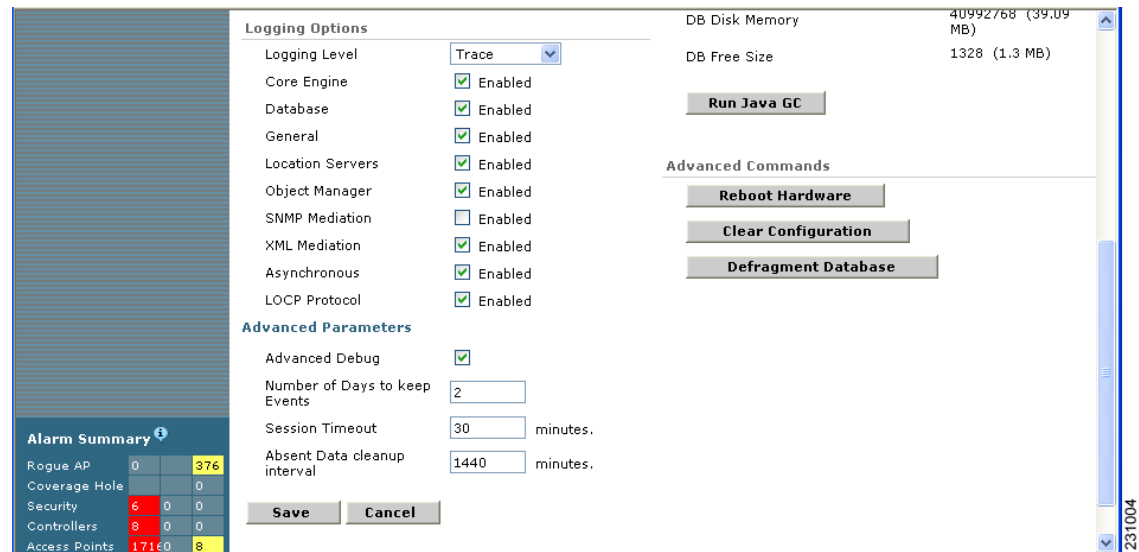 Logging Options
Logging Level Trace
Core Engine Enabled
Database Enabled
General Enabled
Location Servers Enabled
Object Manager Enabled
SNMP Mediation Enabled
XML Mediation Enabled
Asynchronous Enabled
LOCP Protocol Enabled
Advanced Parameters
Advanced Debug
Number of Days to keep
Events
2
Session Timeout 30 minutes.
Absent Data cleanup
interval
1440 minutes.
Save Cancel
DB Disk Memory
40992768 (39.09
MB)
DB Free Size 1328 (1.3 MB)
Run Java GC
Advanced Commands
Reboot Hardware
Clear Configuration
Defragment Database
Alarm Summary
Rogue AP 0 376
Coverage Hole 0
Security 6 0 0
Controllers 8 0 0
Access Points 0 8
231004